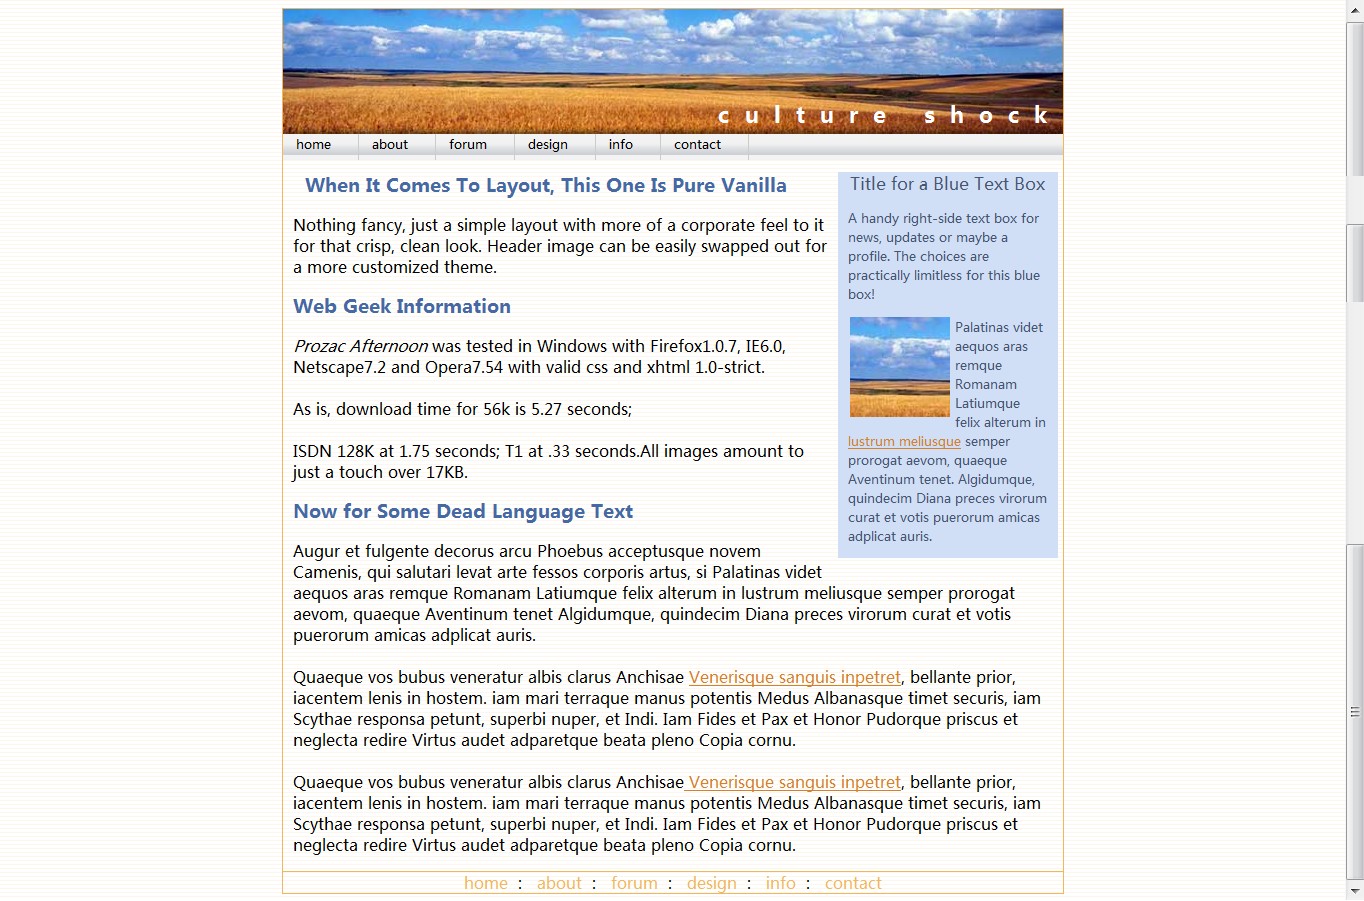 culture shock
home about forum design info contact
When It Comes To Layout, This One Is Pure Vanilla
Nothing fancy, just a simple layout with more of a corporate feel to it
for that crisp, clean look. Header image can be easily swapped out for
a more customized theme.
Web Geek Information
Prozac Afternoon was tested in Windows with Firefox1.0.7, IE6.0,
Netscape7.2 and Opera7.54 with valid css and xhtml 1.0-strict.
As is, download time for 56k is 5.27 seconds;
ISDN 128K at 1.75 seconds; T1 at .33 seconds.All images amount to
just a touch over 17KB.
Now for Some Dead Language Text
Augur et fulgente decorus arcu Phoebus acceptusque novem
Camenis, qui salutari levat arte fessos corporis artus, si Palatinas videt
aequos aras remque Romanam Latiumque felix alterum in lustrum meliusque semper prorogat
aevom, quaeque Aventinum tenet Algidumque, quindecim Diana preces virorum curat et votis
puerorum amicas adplicat auris.
Quaeque vos bubus veneratur albis clarus Anchisae Venerisque sanguis inpetret, bellante prior,
iacentem lenis in hostem. iam mari terraque manus potentis Medus Albanasque timet securis, iam
Scythae responsa petunt, superbi nuper, et Indi. Iam Fides et Pax et Honor Pudorque priscus et
neglecta redire Virtus audet adparetque beata pleno Copia cornu.
Quaeque vos bubus veneratur albis clarus Anchisae Venerisque sanguis inpetret, bellante prior,
iacentem lenis in hostem. iam mari terraque manus potentis Medus Albanasque timet securis, iam
Scythae responsa petunt, superbi nuper, et Indi. Iam Fides et Pax et Honor Pudorque priscus et
neglecta redire Virtus audet adparetque beata pleno Copia cornu.
Title for a Blue Text Box
A handy right-side text box for
news, updates or maybe a
profile. The choices are
practically limitless for this blue
box!
Palatinas videt
aequos aras
remque
Romanam
Latiumque
felix alterum in
lustrum meliusque semper
prorogat aevom, quaeque
Aventinum tenet. Algidumque,
quindecim Diana preces virorum
curat et votis puerorum amicas
adplicat auris.
home : about : forum : design : info : contact